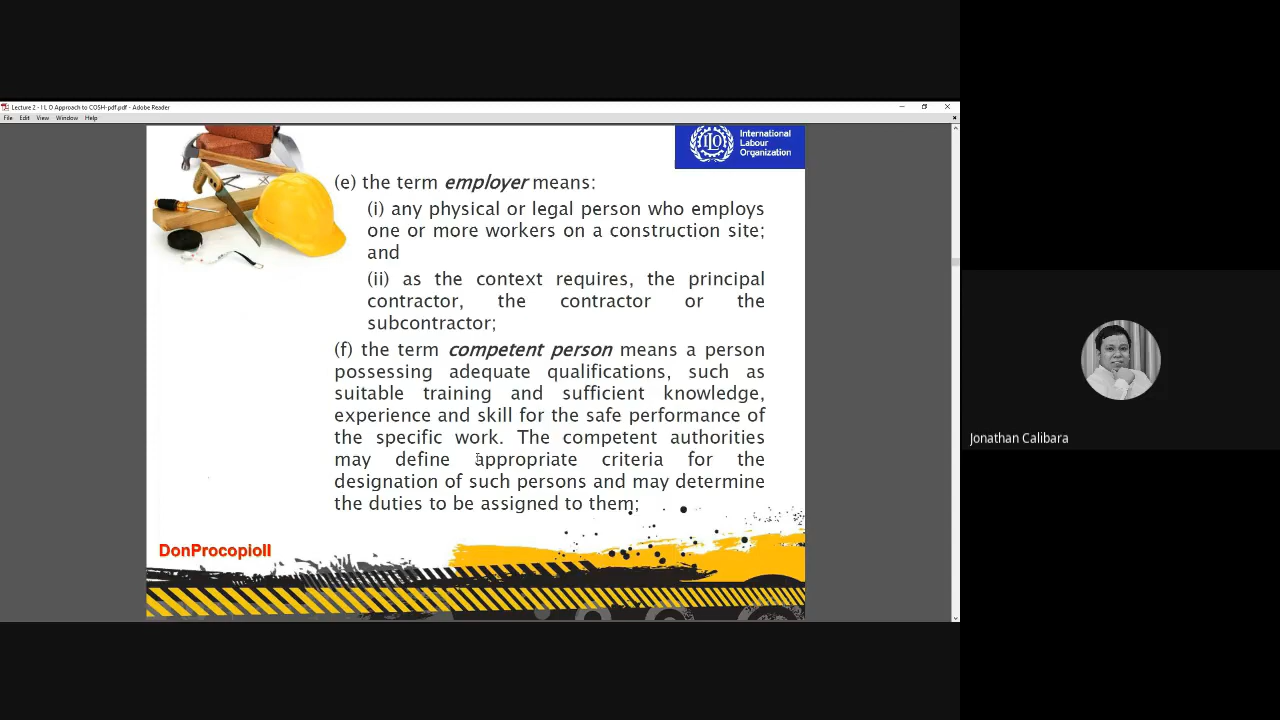 Lecture 2 - I L O Approach to COSH-pdf.pdf - Adobe Reader
File Edit View Window Help
International
Labour
Organization
(e) the term employer means:
(i) any physical or legal person who employs
one or more workers on a construction site;
and
(ii) as the context requires, the principal
contractor, the contractor or the
subcontractor;
(f) the term competent person means a person
possessing adequate qualifications, such as
suitable training and sufficient knowledge,
experience and skill for the safe performance of
the specific work. The competent authorities
may define appropriate criteria for the
designation of such persons and may determine
the duties to be assigned to them;
DonProcopioII
Jonathan Calibara